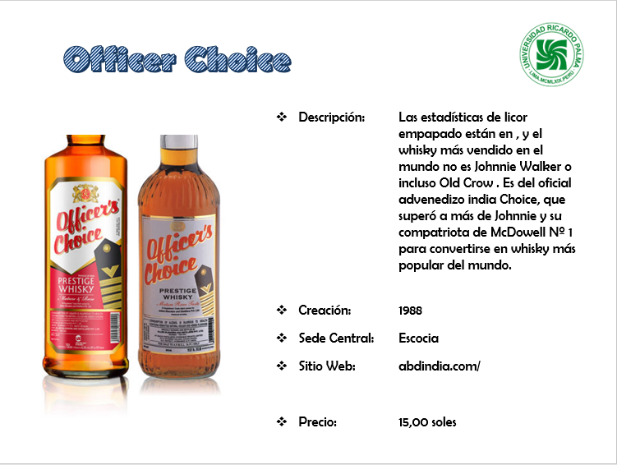 Officer Choice
UNIVERSIDAD RICARDO PALMA
LIMA MCMLXIX PERÚ
❖ Descripción: Las estadísticas de licor
empapado están en , y el
whisky más vendido en el
mundo no es Johnnie Walker o
incluso Old Crow . Es del oficial
advenedizo india Choice, que
superó a más de Johnnie y su
compatriota de McDowell Nº 1
para convertirse en whisky más
popular del mundo.
Officer's
Choice
PRESTIGE
WHISKY
Officer's
Choice
PRESTIGE
WHISKY
❖ Creación: 1988
❖ Sede Central: Escocia
❖ Sitio Web: abdindia.com/
❖ Precio: 15,00 soles